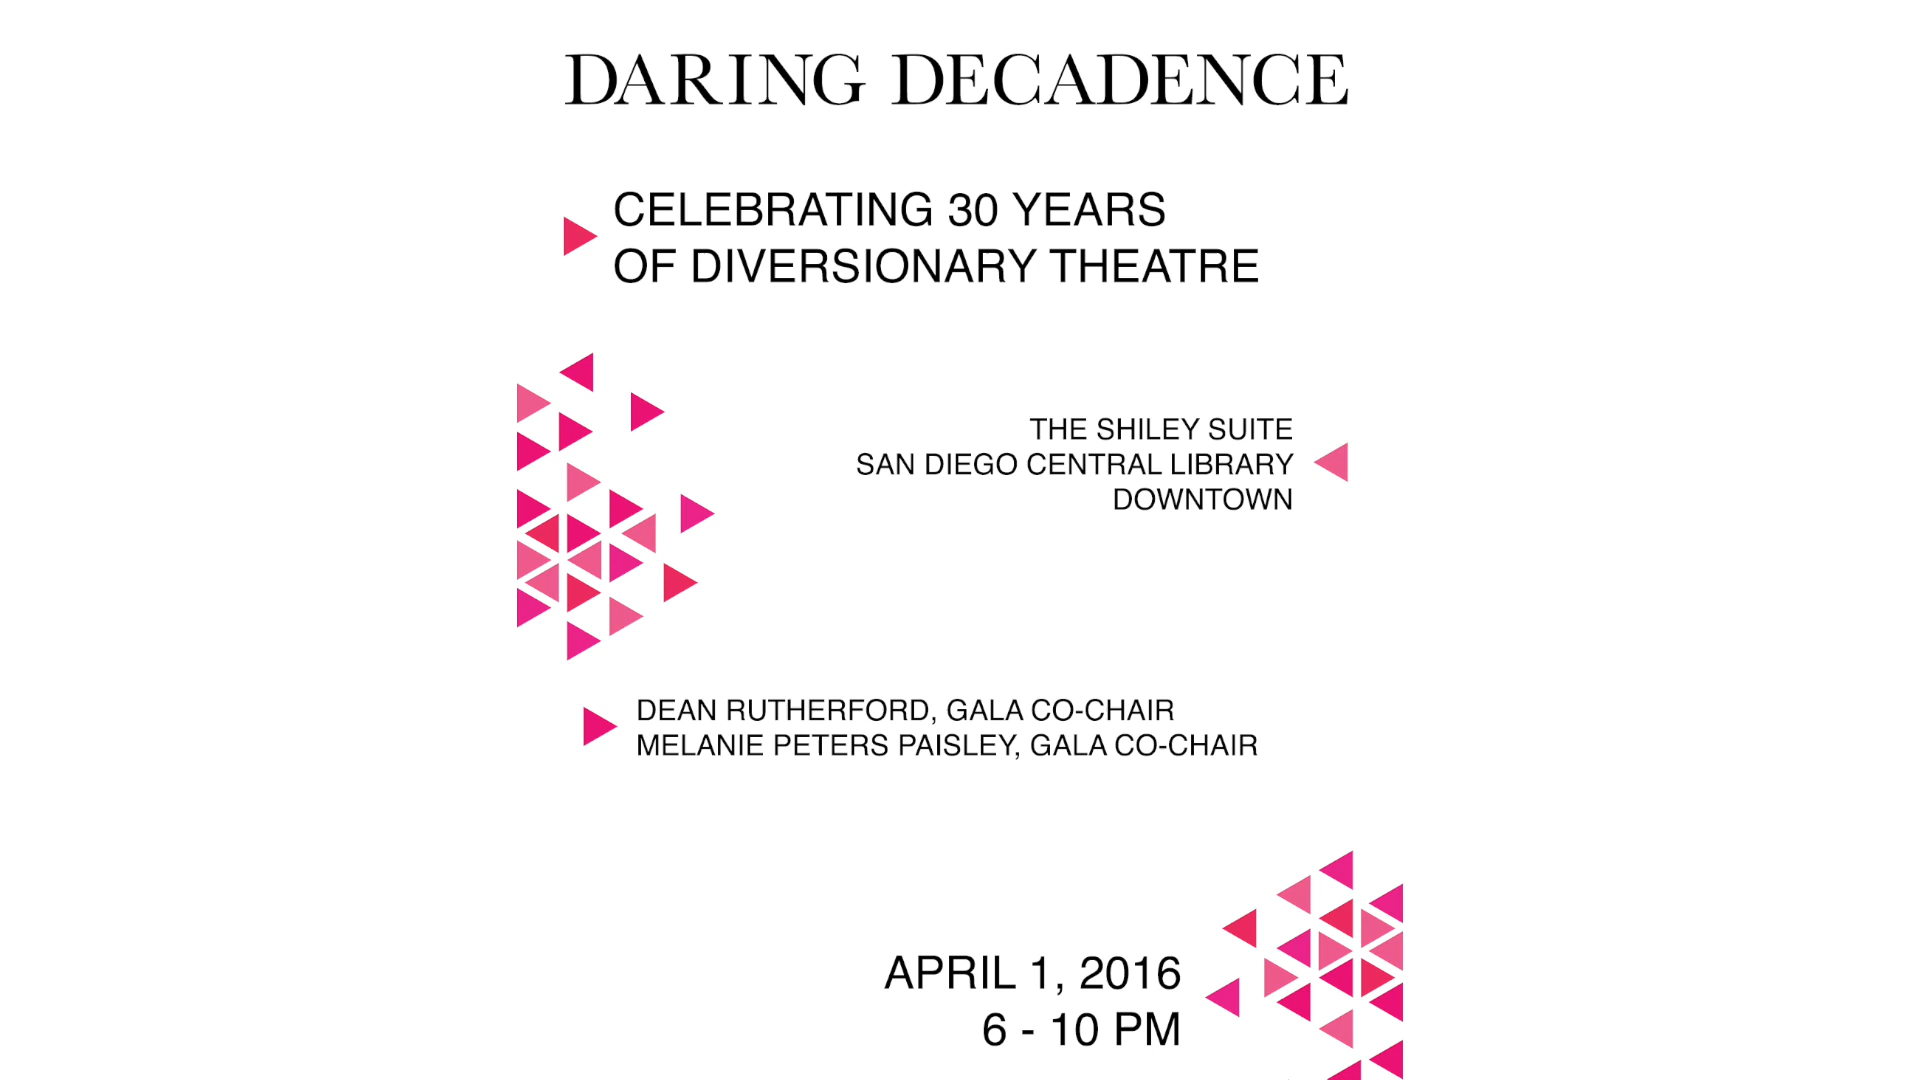 DARING DECADENCE
CELEBRATING 30 YEARS
OF DIVERSIONARY THEATRE
THE SHILEY SUITE
SAN DIEGO CENTRAL LIBRARY
DOWNTOWN
DEAN RUTHERFORD, GALA CO-CHAIR
MELANIE PETERS PAISLEY, GALA CO-CHAIR
APRIL 1, 2016
6 - 10 PM